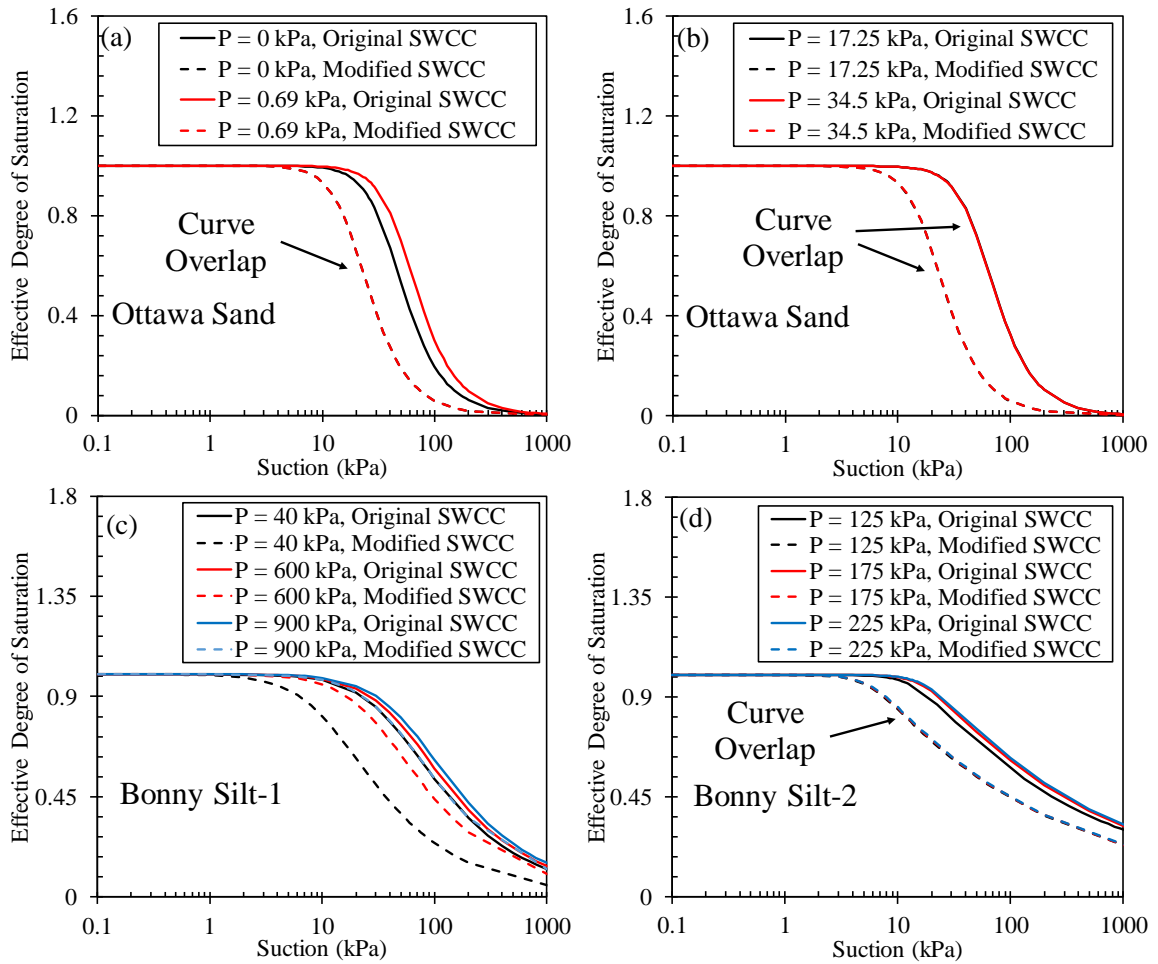 (a)
P = 0 kPa, Original SWCC
P = 0 kPa, Modified SWCC
P = 0.69 kPa, Original SWCC
P = 0.69 kPa, Modified SWCC
1.6
1.2
0.8
0.4
0
Effective Degree of Saturation
Curve
Overlap
Ottawa Sand
0.1 1 10 100 1000
Suction (kPa)
(b)
P = 17.25 kPa, Original SWCC
P = 17.25 kPa, Modified SWCC
P = 34.5 kPa, Original SWCC
P = 34.5 kPa, Modified SWCC
1.6
1.2
0.8
0.4
0
Effective Degree of Saturation
Curve
Overlap
Ottawa Sand
0.1 1 10 100 1000
Suction (kPa)
(c)
P = 40 kPa, Original SWCC
P = 40 kPa, Modified SWCC
P = 600 kPa, Original SWCC
P = 600 kPa, Modified SWCC
P = 900 kPa, Original SWCC
P = 900 kPa, Modified SWCC
1.8
1.35
0.9
0.45
0
Effective Degree of Saturation
Bonny Silt-1
0.1 1 10 100 1000
Suction (kPa)
(d)
P = 125 kPa, Original SWCC
P = 125 kPa, Modified SWCC
P = 175 kPa, Original SWCC
P = 175 kPa, Modified SWCC
P = 225 kPa, Original SWCC
P = 225 kPa, Modified SWCC
1.8
1.35
0.9
0.45
0
Effective Degree of Saturation
Curve
Overlap
Bonny Silt-2
0.1 1 10 100 1000
Suction (kPa)